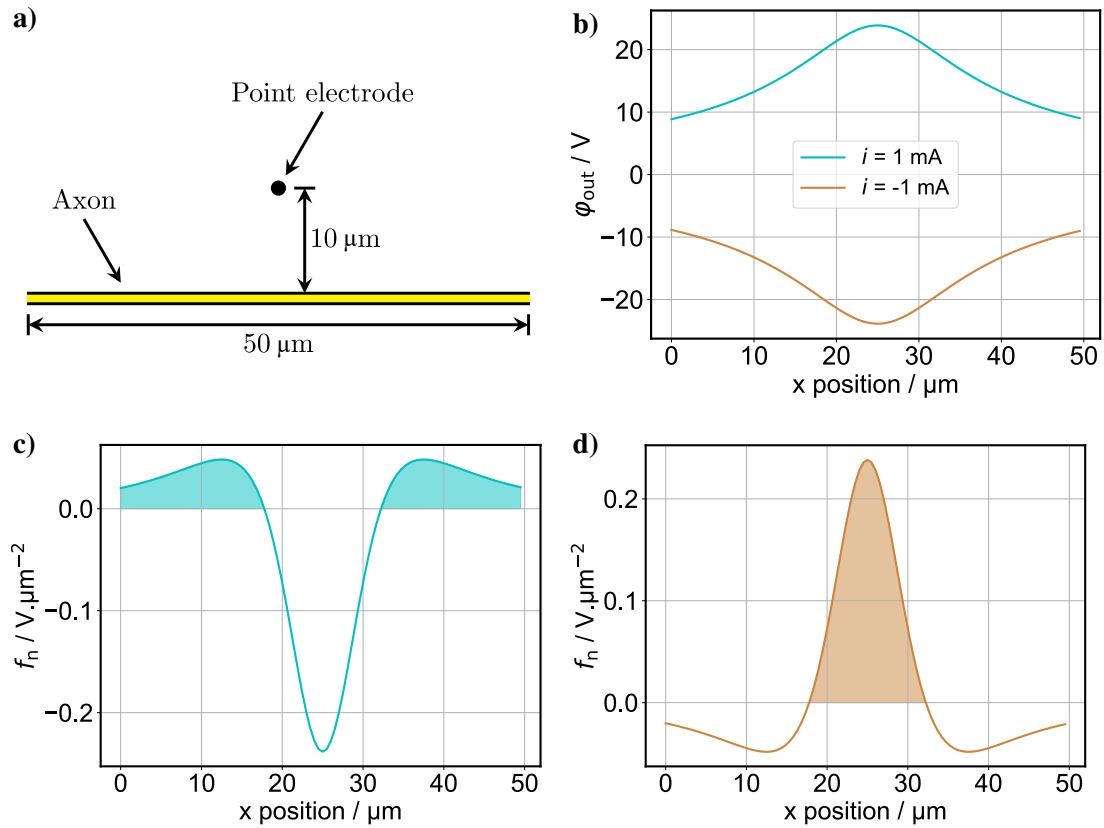 a)
Point electrode
Axon
10 μm
50 μm
b)
20
10
0
−10
−20
φout / V
i = 1 mA
i = -1 mA
0 10 20 30 40 50
x position / μm
c)
0.0
−0.1
−0.2
fn / V.μm−2
0 10 20 30 40 50
x position / μm
d)
0.2
0.1
0.0
fn / V.μm−2
0 10 20 30 40 50
x position / μm